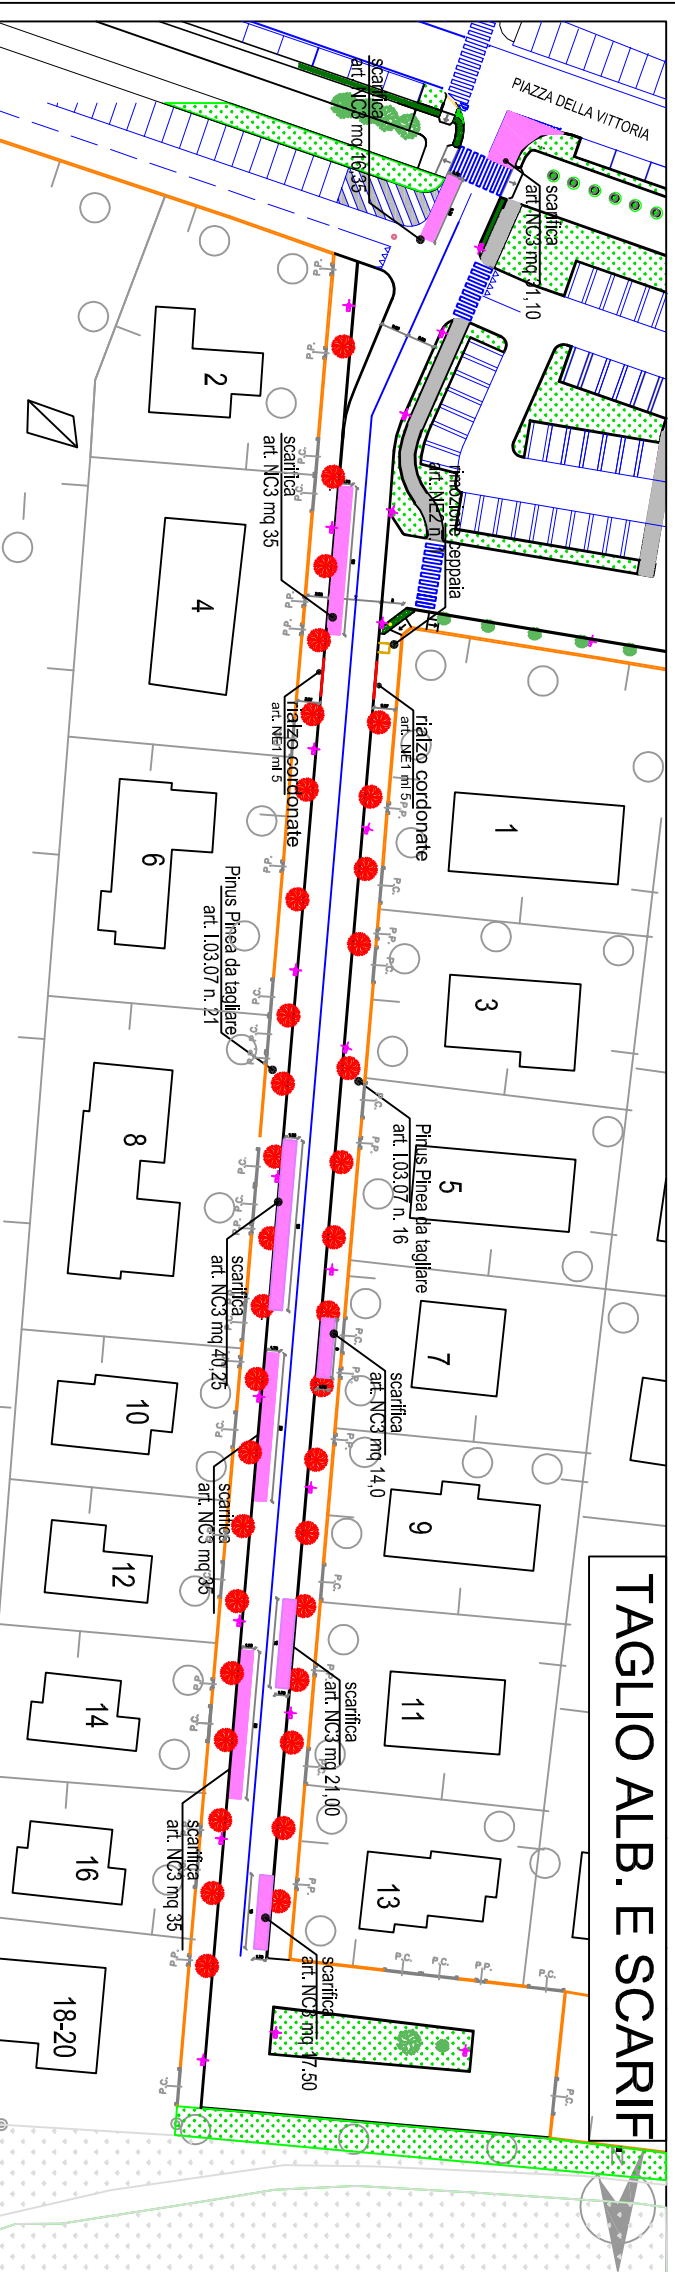 TAGLIO ALB. E SCARIF
PIAZZA DELLA VITTORIA
scarifica
art. NC3 mq 16,35
scarifica
art. NC3 mq 31,10
scarifica
art. NC3 mq 35
rimozione ceppaia
art. NE2 n.
rialzo cordonate
art. NE1 ml 5
rialzo cordonate
art. NE1 ml 5
Pinus Pinea da tagliare
art. I.03.07 n. 21
Pinus Pinea da tagliare
art. I.03.07 n. 16
scarifica
art. NC3 mq 40,25
scarifica
art. NC3 mq 14,0
scarifica
art. NC3 mq 35
scarifica
art. NC3 mq 21,00
scarifica
art. NC3 mq 35
scarifica
art. NC3 mq 17.50
2
4
6
8
10
12
14
16
18-20
1
3
5
7
9
11
13
P.P.
P.C.
N